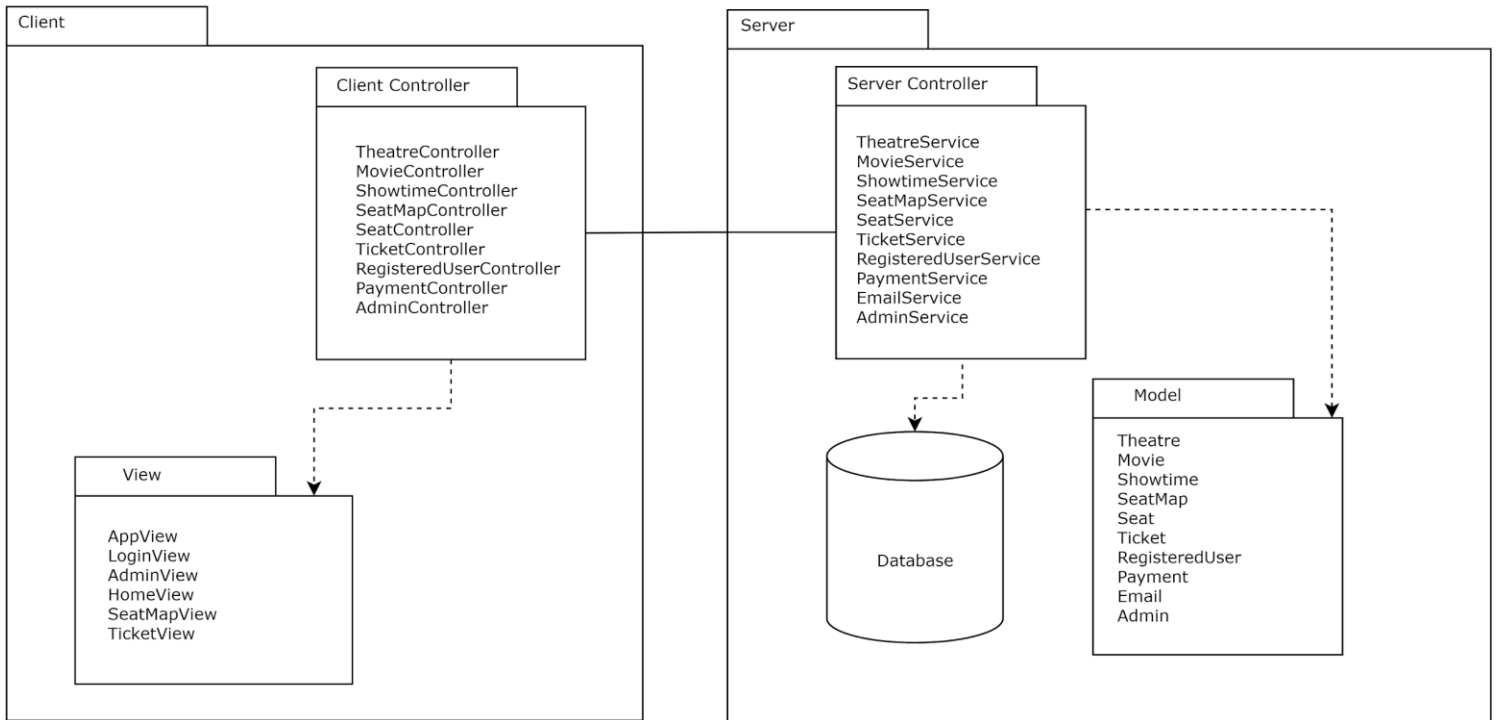 Client
Client Controller
TheatreController
MovieController
ShowtimeController
SeatMapController
SeatController
TicketController
RegisteredUserController
PaymentController
AdminController
View
AppView
LoginView
AdminView
HomeView
SeatMapView
TicketView
Server
Server Controller
TheatreService
MovieService
ShowtimeService
SeatMapService
SeatService
TicketService
RegisteredUserService
PaymentService
EmailService
AdminService
Database
Model
Theatre
Movie
Showtime
SeatMap
Seat
Ticket
RegisteredUser
Payment
Email
Admin